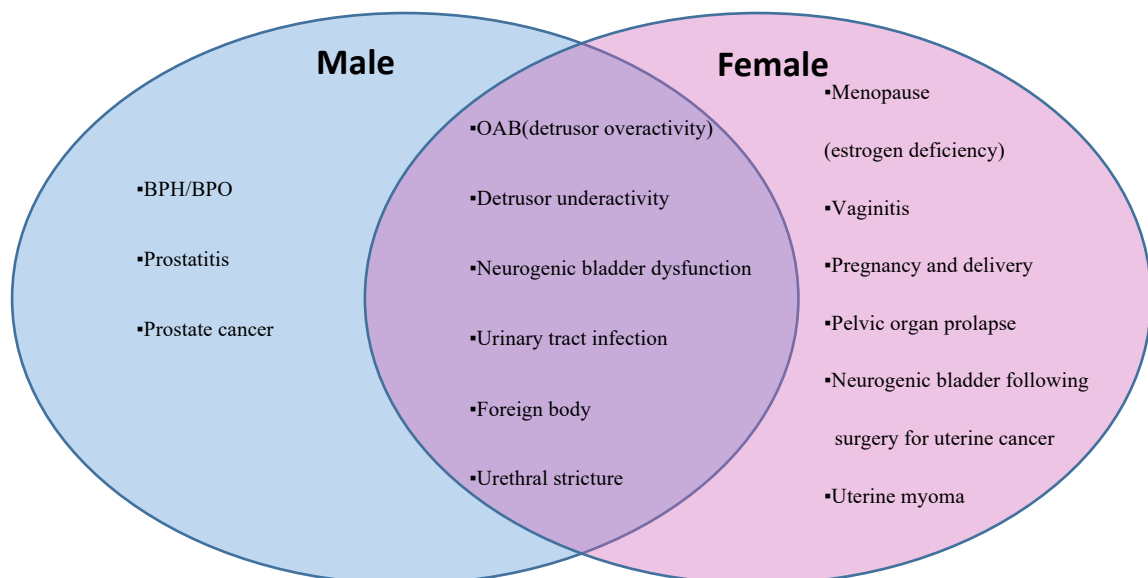 Male
▪BPH/BPO
▪Prostatitis
▪Prostate cancer
▪OAB(detrusor overactivity)
▪Detrusor underactivity
▪Neurogenic bladder dysfunction
▪Urinary tract infection
▪Foreign body
▪Urethral stricture
Female
▪Menopause
(estrogen deficiency)
▪Vaginitis
▪Pregnancy and delivery
▪Pelvic organ prolapse
▪Neurogenic bladder following
surgery for uterine cancer
▪Uterine myoma